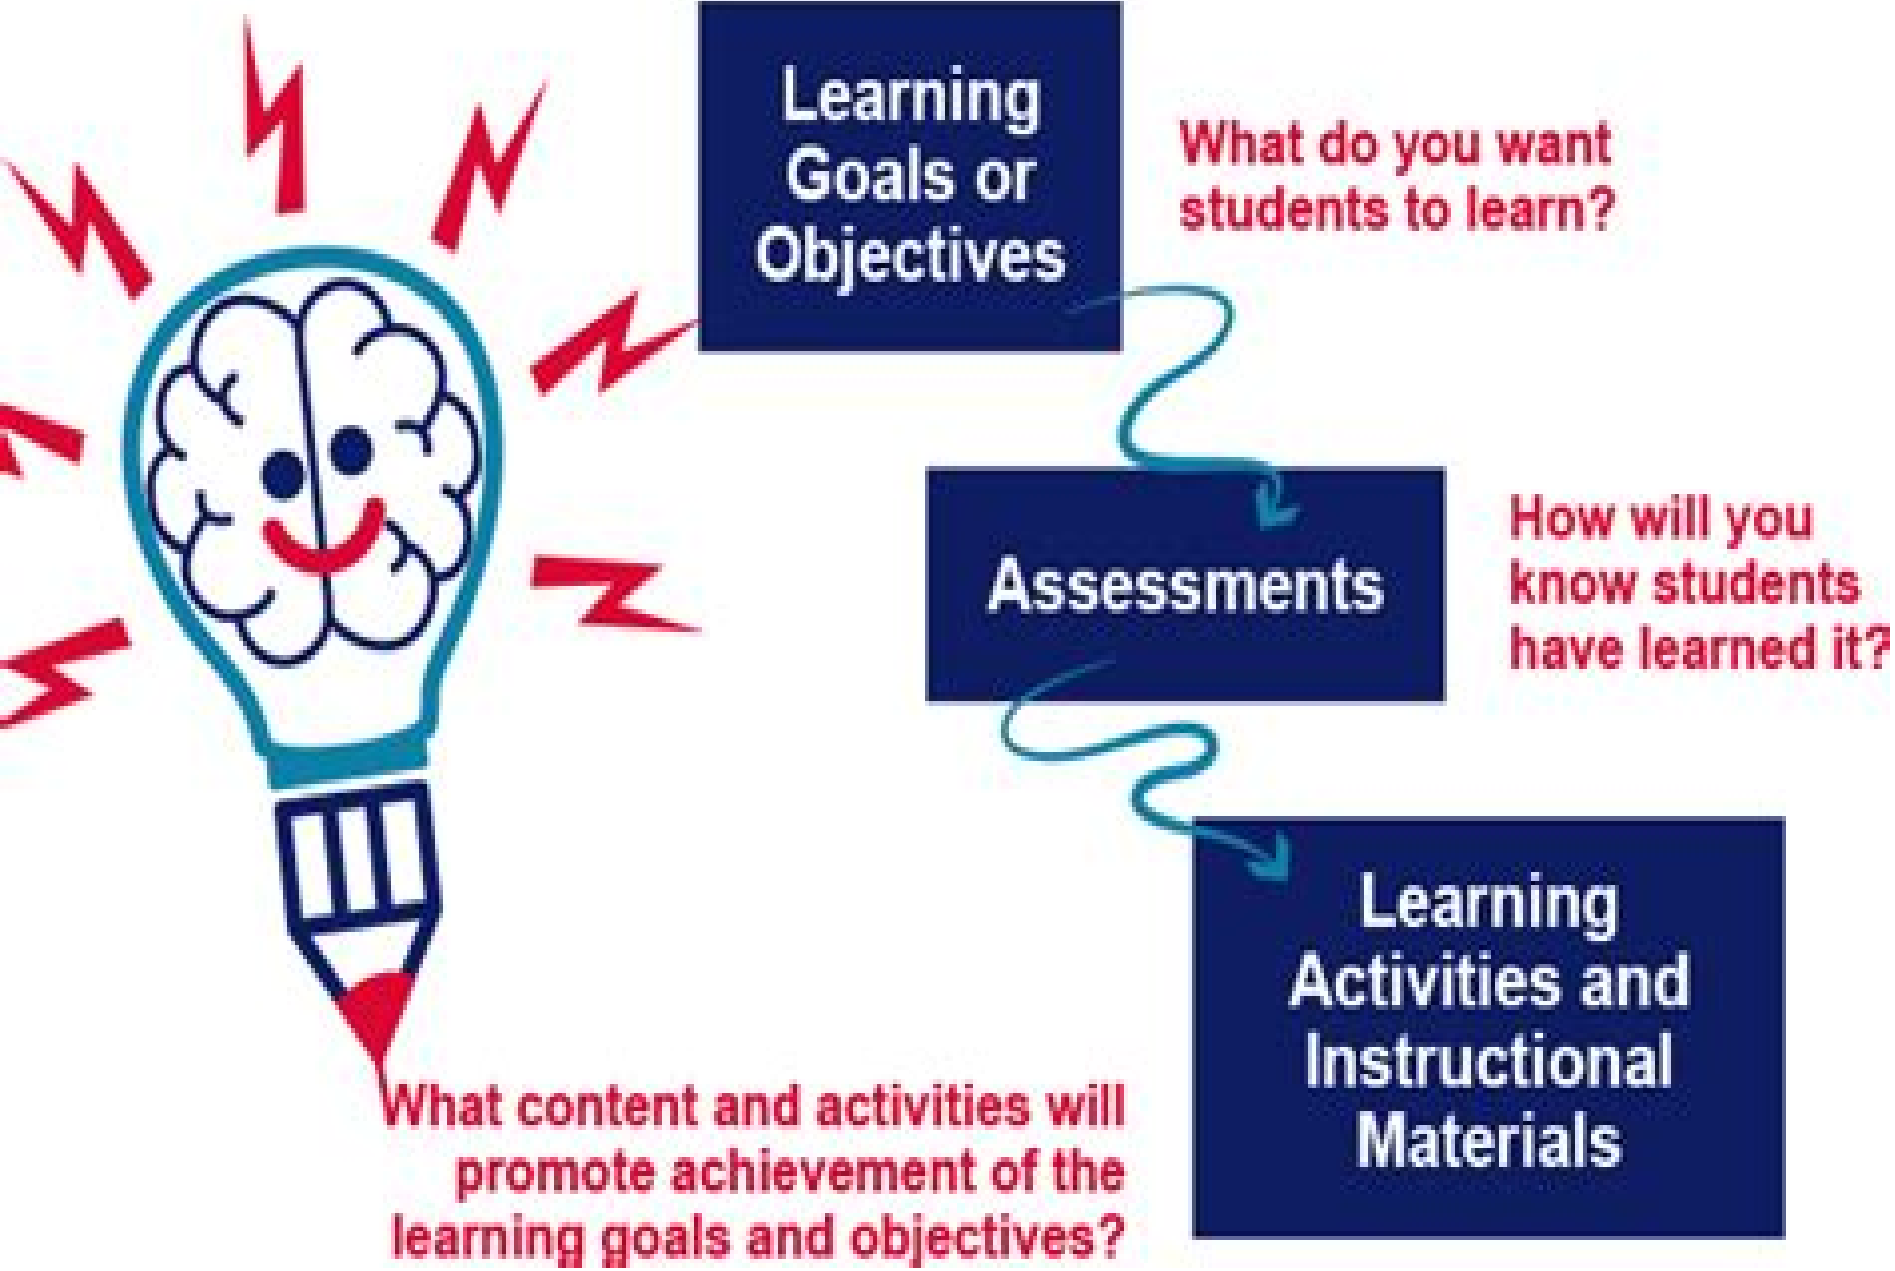 Learning
Goals or
Objectives
What do you want
students to learn?
Assessments
How will you
know students
have learned it?
Learning
Activities and
Instructional
Materials
What content and activities will
promote achievement of the
learning goals and objectives?